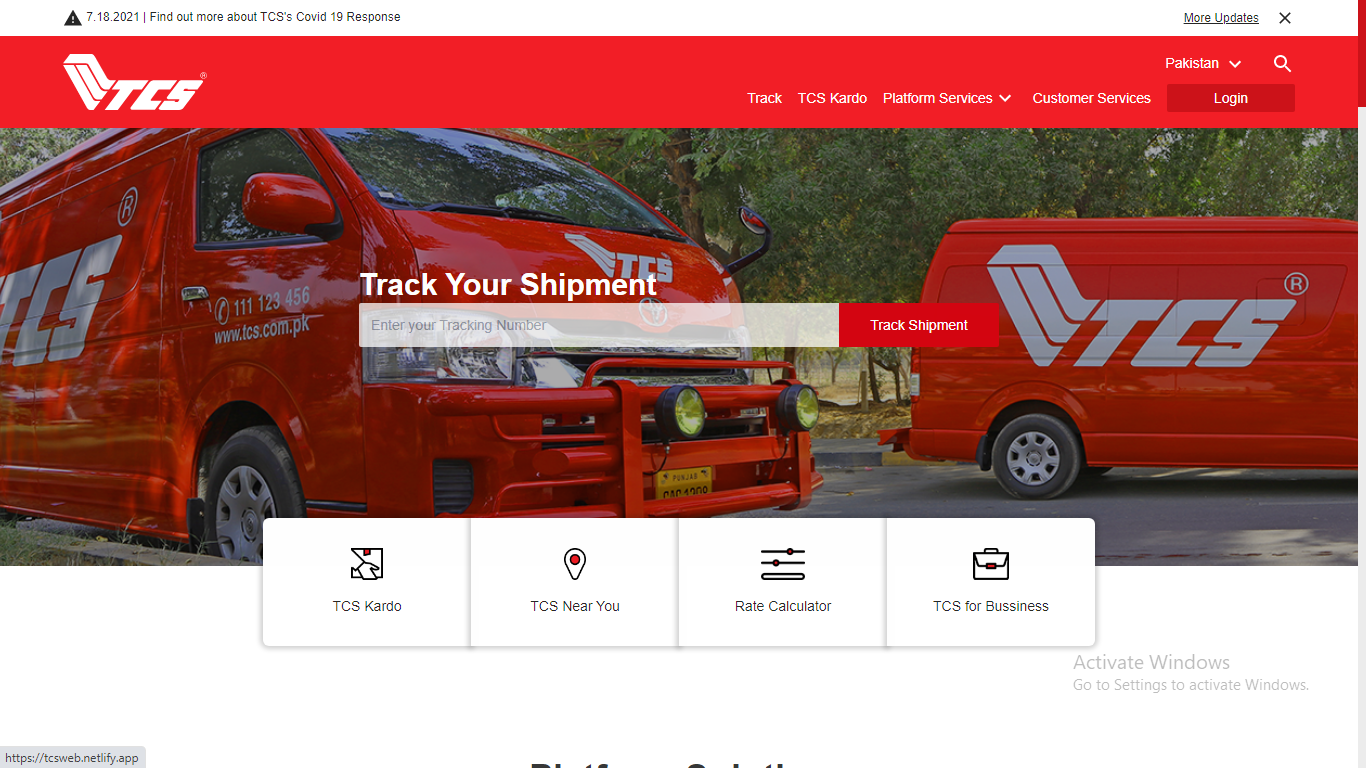 7.18.2021 | Find out more about TCS's Covid 19 Response
More Updates
TCS®
Pakistan
Track
TCS Kardo
Platform Services
Customer Services
Login
®
TCS
111 123 456
www.tcs.com.pk
TCS
TCS®
Track Your Shipment
Enter your Tracking Number
Track Shipment
PUNJAB
TCS Kardo
TCS Near You
Rate Calculator
TCS for Bussiness
Activate Windows
Go to Settings to activate Windows.
https://tcsweb.netlify.app